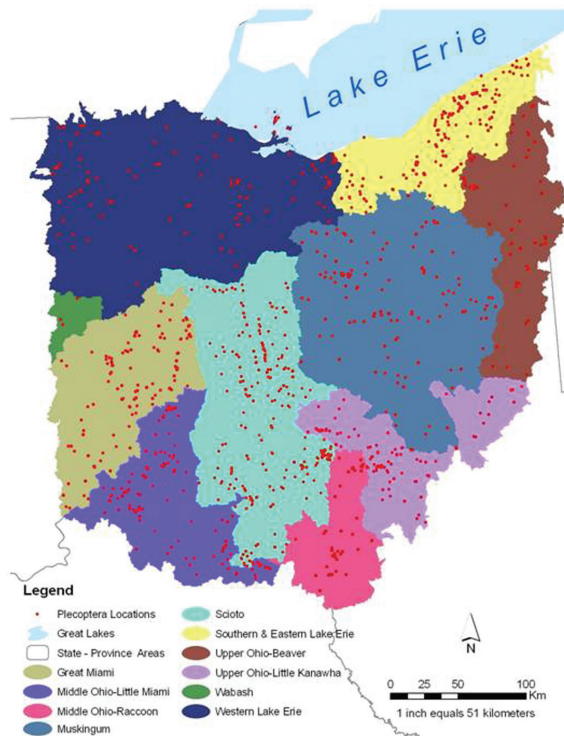 Lake Erie
Legend
Plecoptera Locations
Great Lakes
State - Province Areas
Great Miami
Middle Ohio-Little Miami
Middle Ohio-Raccoon
Muskingum
Scioto
Southern & Eastern Lake Erie
Upper Ohio-Beaver
Upper Ohio-Little Kanawha
Wabash
Western Lake Erie
N
0 25 50 100
Km
1 inch equals 51 kilometers